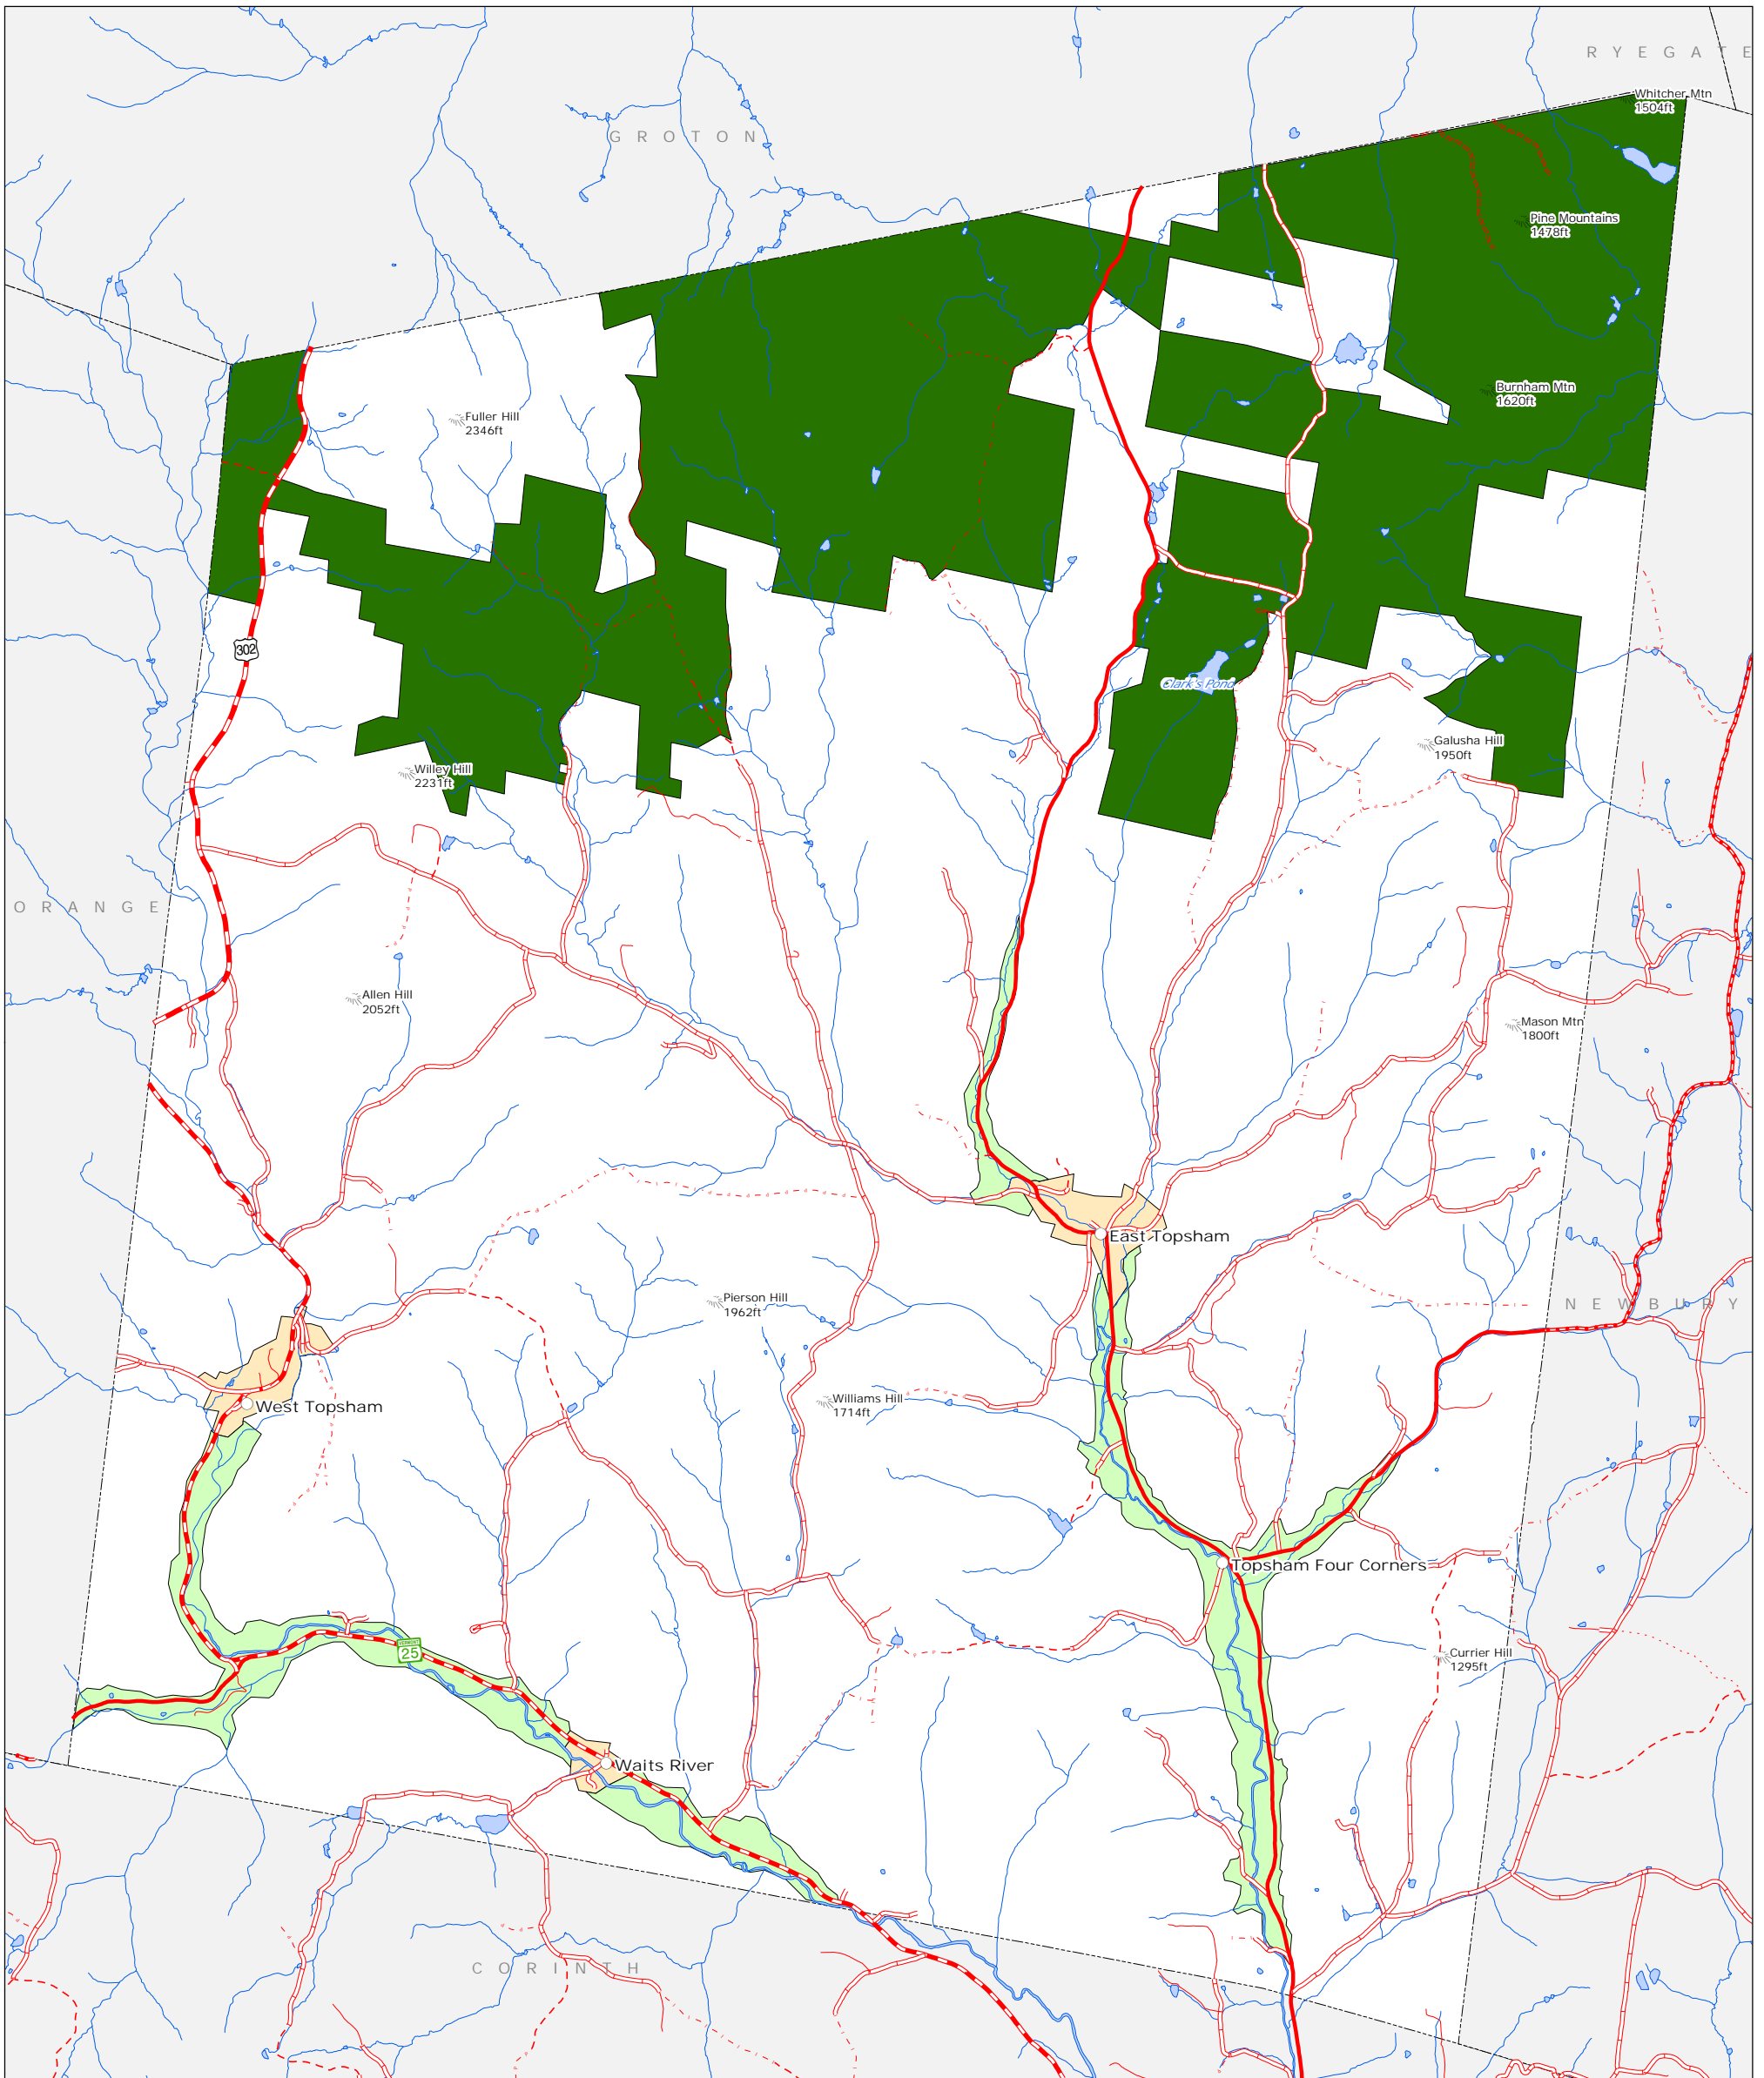 R Y E G A T E
Whitcher Mtn
1504ft
G R O T O N
Pine Mountains
1478ft
Burnham Mtn
1620ft
Fuller Hill
2346ft
302
Clark's Pond
Galusha Hill
1950ft
Willey Hill
2231ft
O R A N G E
Allen Hill
2052ft
Mason Mtn
1800ft
East Topsham
Pierson Hill
1962ft
N E W B U R Y
Williams Hill
1714ft
West Topsham
Topsham Four Corners
VERMONT
25
Currier Hill
1295ft
Waits River
C O R I N T H